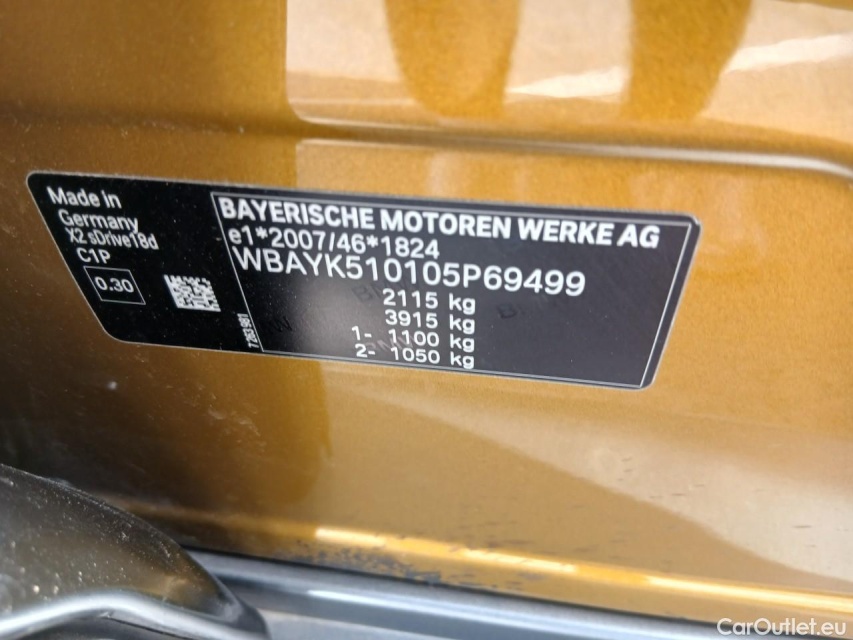 Made in
Germany
X2 sDrive18d
C1P
0.30
7263981
BAYERISCHE MOTOREN WERKE AG
e1*2007/46*1824
WBAYK510105P69499
2115 kg
3915 kg
1- 1100 kg
2- 1050 kg
CarOutlet.eu